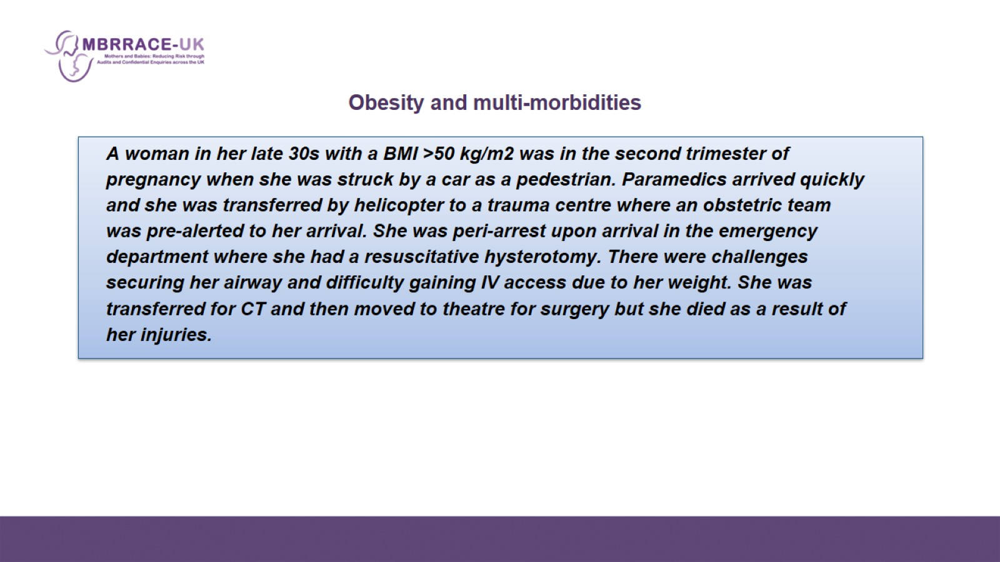 MBRRACE-UK
Mothers and Babies: Reducing Risk through
Audits and Confidential Enquiries across the UK
Obesity and multi-morbidities
A woman in her late 30s with a BMI >50 kg/m2 was in the second trimester of
pregnancy when she was struck by a car as a pedestrian. Paramedics arrived quickly
and she was transferred by helicopter to a trauma centre where an obstetric team
was pre-alerted to her arrival. She was peri-arrest upon arrival in the emergency
department where she had a resuscitative hysterotomy. There were challenges
securing her airway and difficulty gaining IV access due to her weight. She was
transferred for CT and then moved to theatre for surgery but she died as a result of
her injuries.